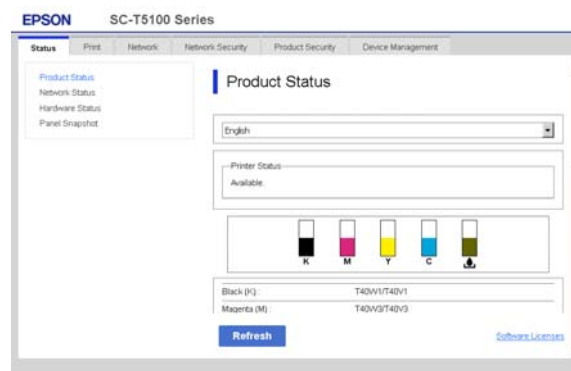 EPSON SC-T5100 Series
Status Print Network Network Security Product Security Device Management
Product Status
Network Status
Hardware Status
Panel Snapshot
Product Status
English
Printer Status
Available.
K M Y C
Black (K) : T40W1/T40V1
Magenta (M) : T40W3/T40V3
Refresh
Software Licenses